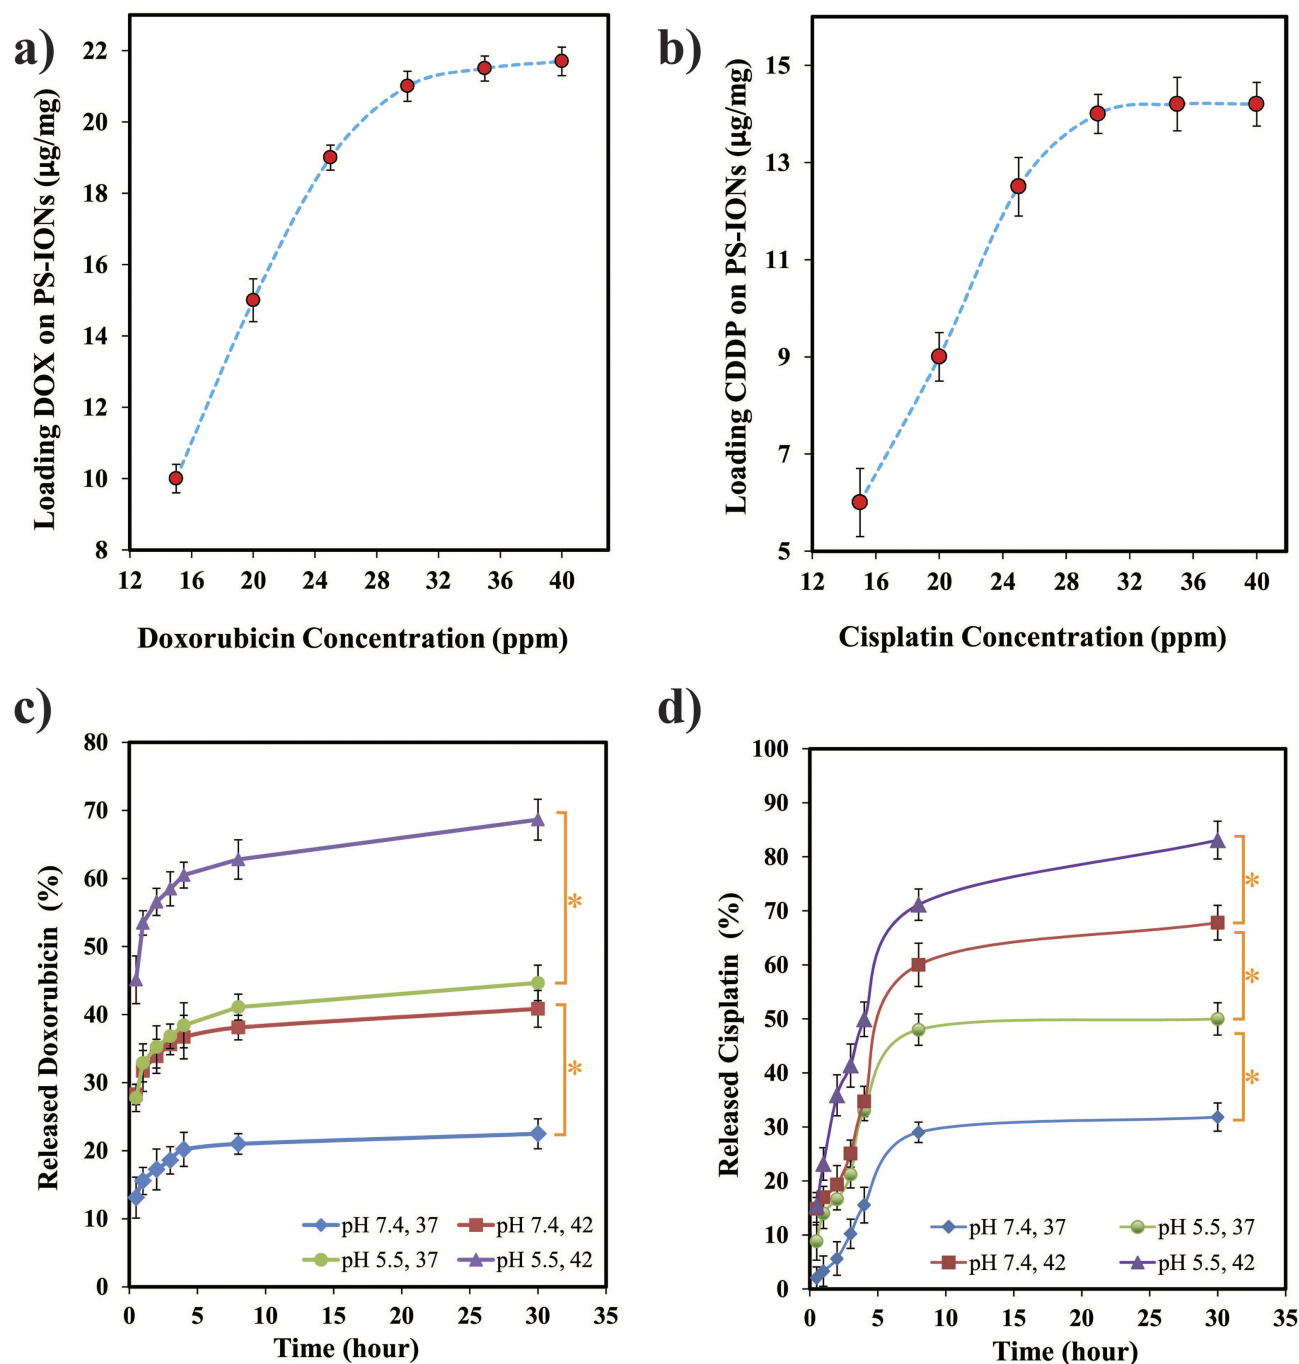 a)
Loading DOX on PS-IONs (μg/mg)
22
20
18
16
14
12
10
8
12 16 20 24 28 32 36 40
Doxorubicin Concentration (ppm)
b)
Loading CDDP on PS-IONs (μg/mg)
15
13
11
9
7
5
12 16 20 24 28 32 36 40
Cisplatin Concentration (ppm)
c)
Released Doxorubicin (%)
80
70
60
50
40
30
20
10
0
*
*
pH 7.4, 37 pH 7.4, 42
pH 5.5, 37 pH 5.5, 42
0 5 10 15 20 25 30 35
Time (hour)
d)
Released Cisplatin (%)
100
90
80
70
60
50
40
30
20
10
0
*
*
*
pH 7.4, 37 pH 5.5, 37
pH 7.4, 42 pH 5.5, 42
0 5 10 15 20 25 30 35
Time (hour)